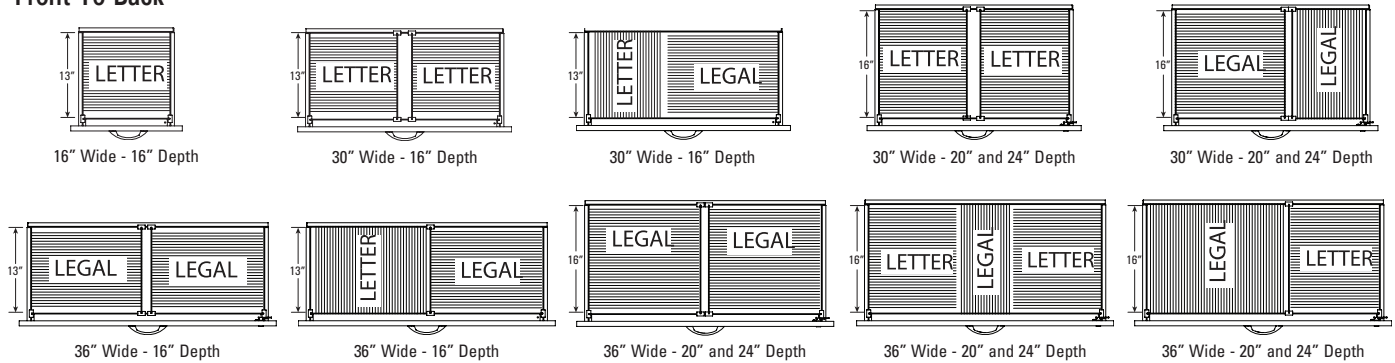 Front To Back
13″ LETTER
16″ Wide - 16″ Depth
13″ LETTER LETTER
30″ Wide - 16″ Depth
13″ LETTER LEGAL
30″ Wide - 16″ Depth
16″ LETTER LETTER
30″ Wide - 20″ and 24″ Depth
16″ LEGAL LEGAL
30″ Wide - 20″ and 24″ Depth
13″ LEGAL LEGAL
36″ Wide - 16″ Depth
13″ LETTER LEGAL
36″ Wide - 16″ Depth
16″ LEGAL LEGAL
36″ Wide - 20″ and 24″ Depth
16″ LETTER LEGAL LETTER
36″ Wide - 20″ and 24″ Depth
16″ LEGAL LETTER
36″ Wide - 20″ and 24″ Depth